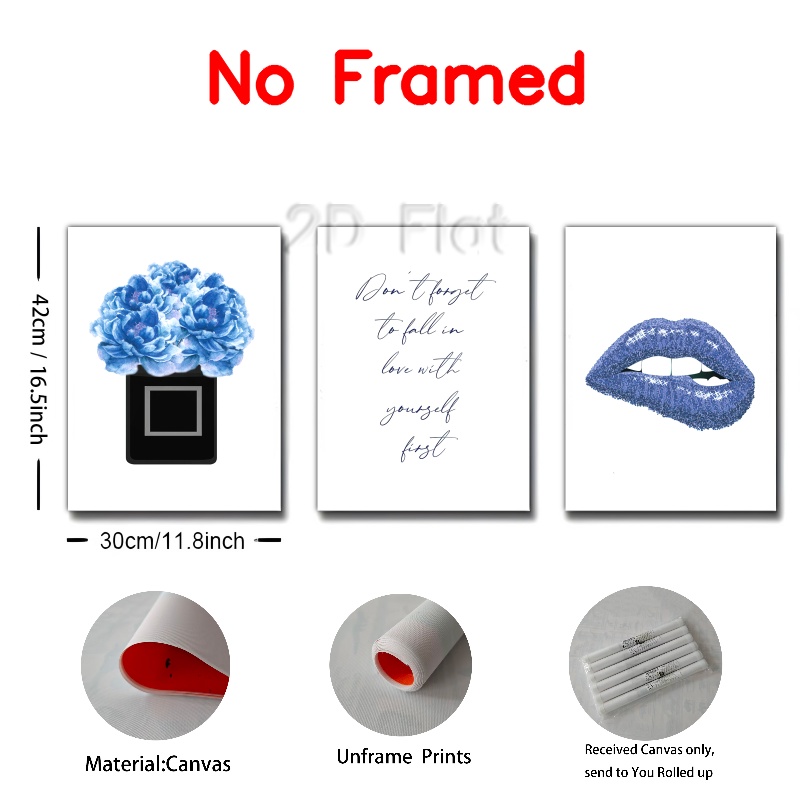 No Framed
2D Flat
42cm / 16.5inch
Don't forget
to fall in
love with
yourself
first
30cm/11.8inch
Material:Canvas
Unframe Prints
Received Canvas only,
send to You Rolled up